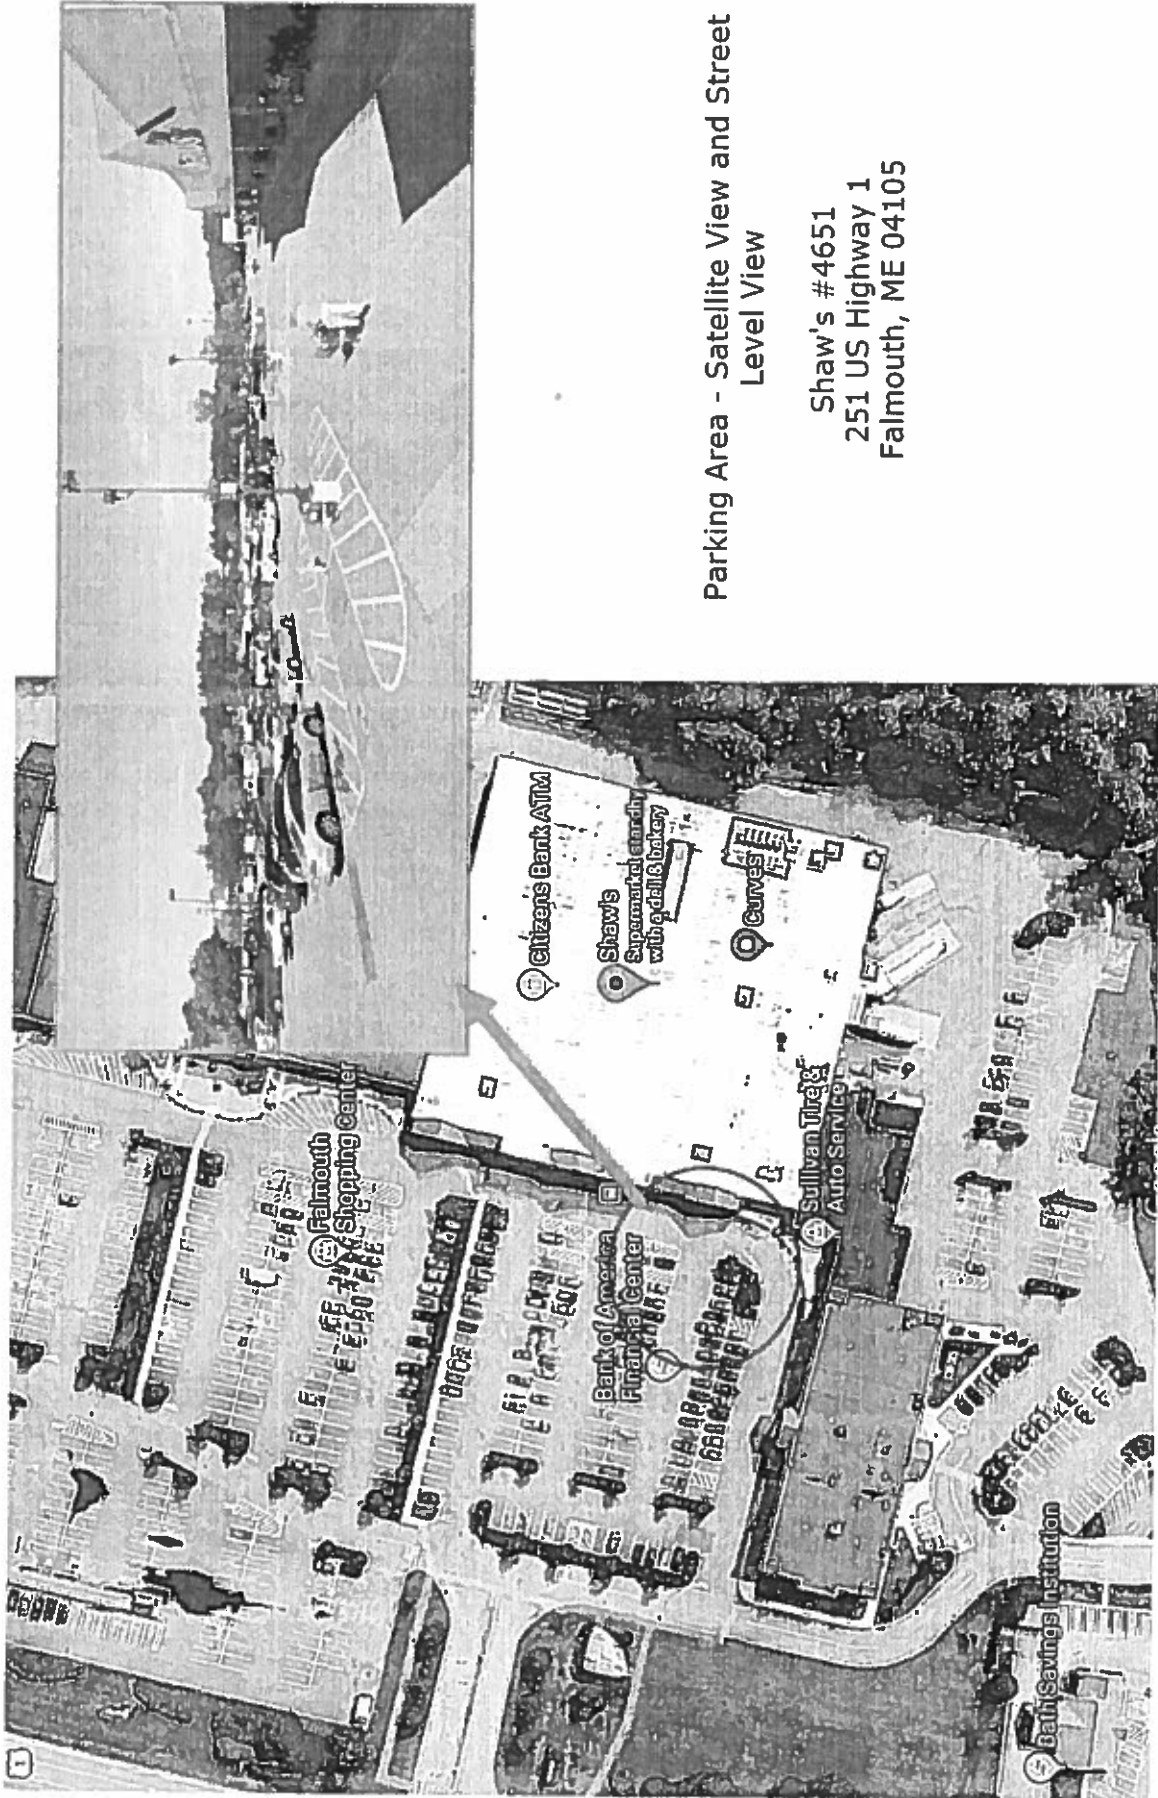 Parking Area - Satellite View and Street
Level View
Shaw's #4651
251 US Highway 1
Falmouth, ME 04105
Citizens Bank ATM
Shaw's
Supermarket standby
with a deli & bakery
Curves
Falmouth
Shopping Center
Bank of America
Financial Center
Sullivan Tire &
Auto Service
Bath Savings Institution
1